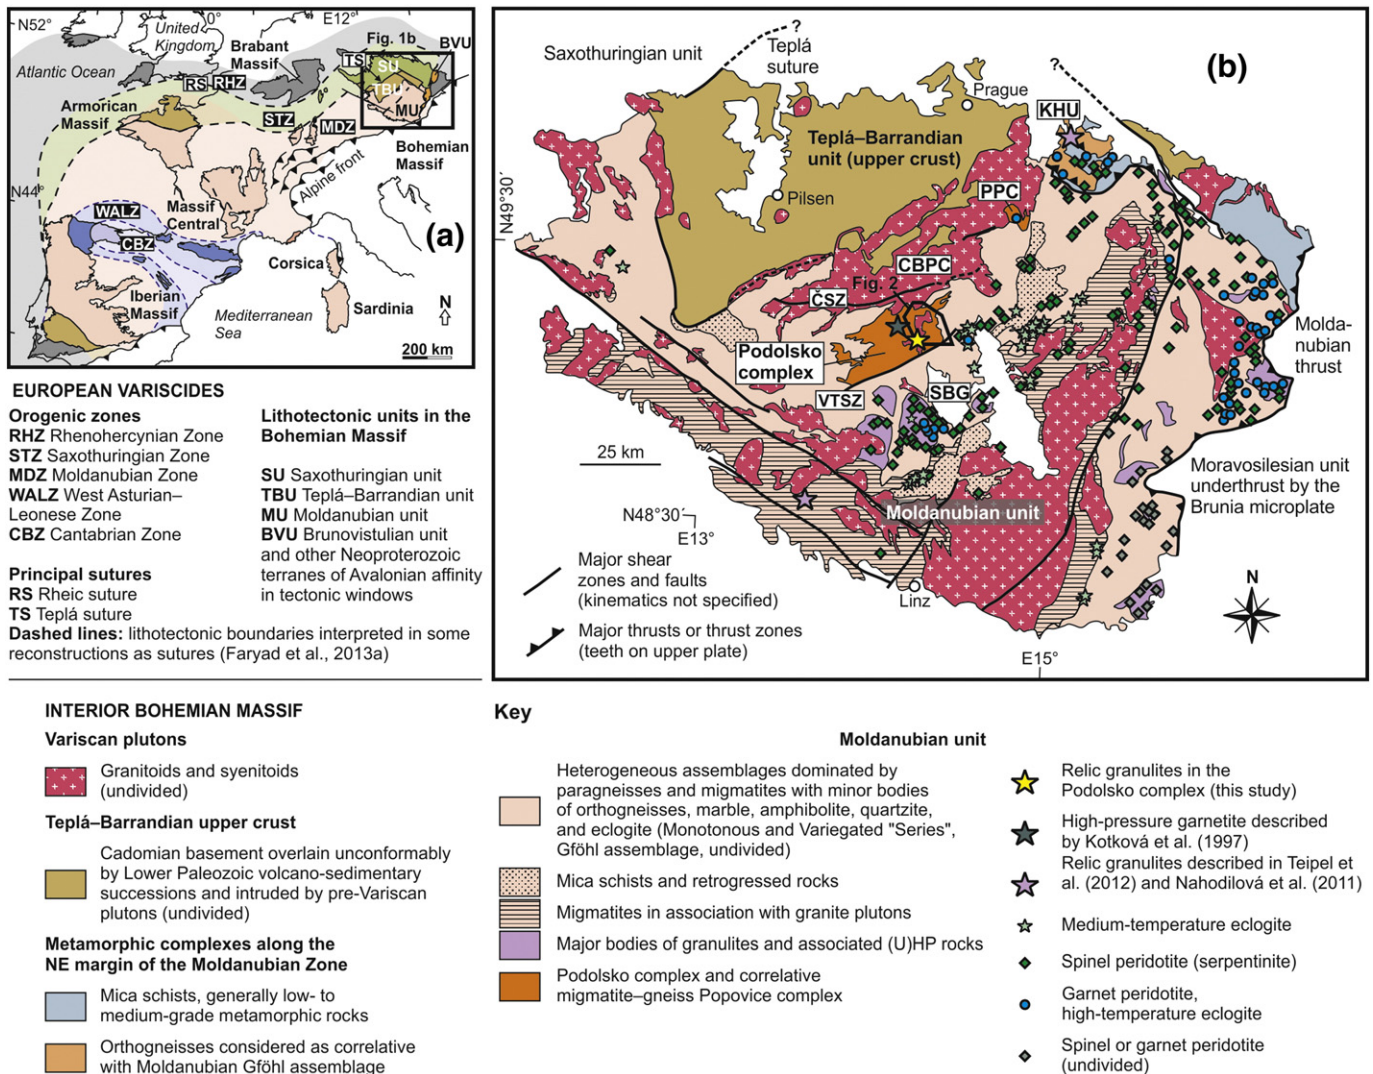 N52°
0°
E12°
United
Kingdom
Brabant
Massif
Fig. 1b
BVU
Atlantic Ocean
TS
SU
RS
RHZ
TBU
Armorican
Massif
STZ
MDZ
MU
Bohemian
Massif
Alpine front
N44°
WALZ
Massif
Central
CBZ
(a)
Corsica
Iberian
Massif
Mediterranean
Sea
Sardinia
N
200 km
EUROPEAN VARISCIDES
Orogenic zones
RHZ Rhenohercynian Zone
STZ Saxothuringian Zone
MDZ Moldanubian Zone
WALZ West Asturian–
Leonese Zone
CBZ Cantabrian Zone
Principal sutures
RS Rheic suture
TS Teplá suture
Lithotectonic units in the
Bohemian Massif
SU Saxothuringian unit
TBU Teplá–Barrandian unit
MU Moldanubian unit
BVU Brunovistulian unit
and other Neoproterozoic
terranes of Avalonian affinity
in tectonic windows
Dashed lines: lithotectonic boundaries interpreted in some
reconstructions as sutures (Faryad et al., 2013a)
(b)
?
Saxothuringian unit
Teplá
suture
?
Prague
KHU
Teplá–Barrandian
unit (upper crust)
Pilsen
PPC
N49°30´
CBPC
Fig. 2
ČSZ
Podolsko
complex
Molda-
nubian
thrust
VTSZ
SBG
25 km
Moravosilesian unit
underthrust by the
Brunia microplate
Moldanubian unit
N48°30´
E13°
Major shear
zones and faults
(kinematics not specified)
Linz
N
Major thrusts or thrust zones
(teeth on upper plate)
E15°
INTERIOR BOHEMIAN MASSIF
Variscan plutons
Granitoids and syenitoids
(undivided)
Teplá–Barrandian upper crust
Cadomian basement overlain unconformably
by Lower Paleozoic volcano-sedimentary
successions and intruded by pre-Variscan
plutons (undivided)
Metamorphic complexes along the
NE margin of the Moldanubian Zone
Mica schists, generally low- to
medium-grade metamorphic rocks
Orthogneisses considered as correlative
with Moldanubian Gföhl assemblage
Key
Moldanubian unit
Heterogeneous assemblages dominated by
paragneisses and migmatites with minor bodies
of orthogneisses, marble, amphibolite, quartzite,
and eclogite (Monotonous and Variegated "Series",
Gföhl assemblage, undivided)
Mica schists and retrogressed rocks
Migmatites in association with granite plutons
Major bodies of granulites and associated (U)HP rocks
Podolsko complex and correlative
migmatite–gneiss Popovice complex
Relic granulites in the
Podolsko complex (this study)
High-pressure garnetite described
by Kotková et al. (1997)
Relic granulites described in Teipel et
al. (2012) and Nahodilová et al. (2011)
Medium-temperature eclogite
Spinel peridotite (serpentinite)
Garnet peridotite,
high-temperature eclogite
Spinel or garnet peridotite
(undivided)